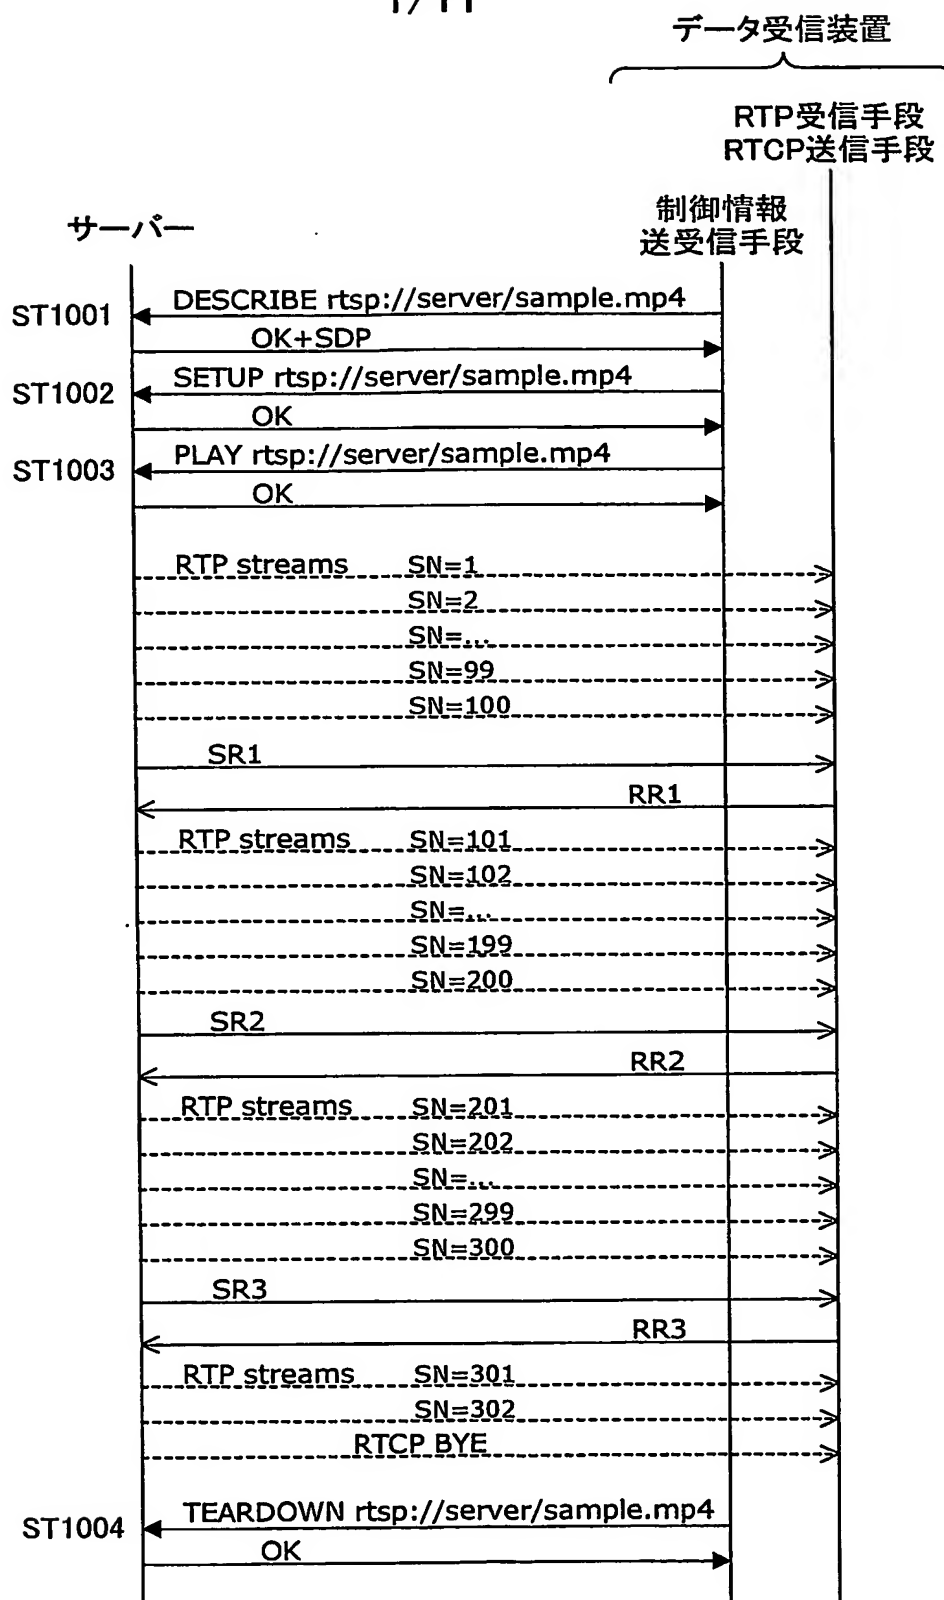 1/11
データ受信装置
RTP受信手段
RTCP送信手段
サーバー
制御情報
送受信手段
ST1001
DESCRIBE rtsp://server/sample.mp4
OK+SDP
ST1002
SETUP rtsp://server/sample.mp4
OK
ST1003
PLAY rtsp://server/sample.mp4
OK
RTP streams SN=1
SN=2
SN=...
SN=99
SN=100
SR1
RR1
RTP streams SN=101
SN=102
SN=...
SN=199
SN=200
SR2
RR2
RTP streams SN=201
SN=202
SN=...
SN=299
SN=300
SR3
RR3
RTP streams SN=301
SN=302
RTCP BYE
ST1004
TEARDOWN rtsp://server/sample.mp4
OK